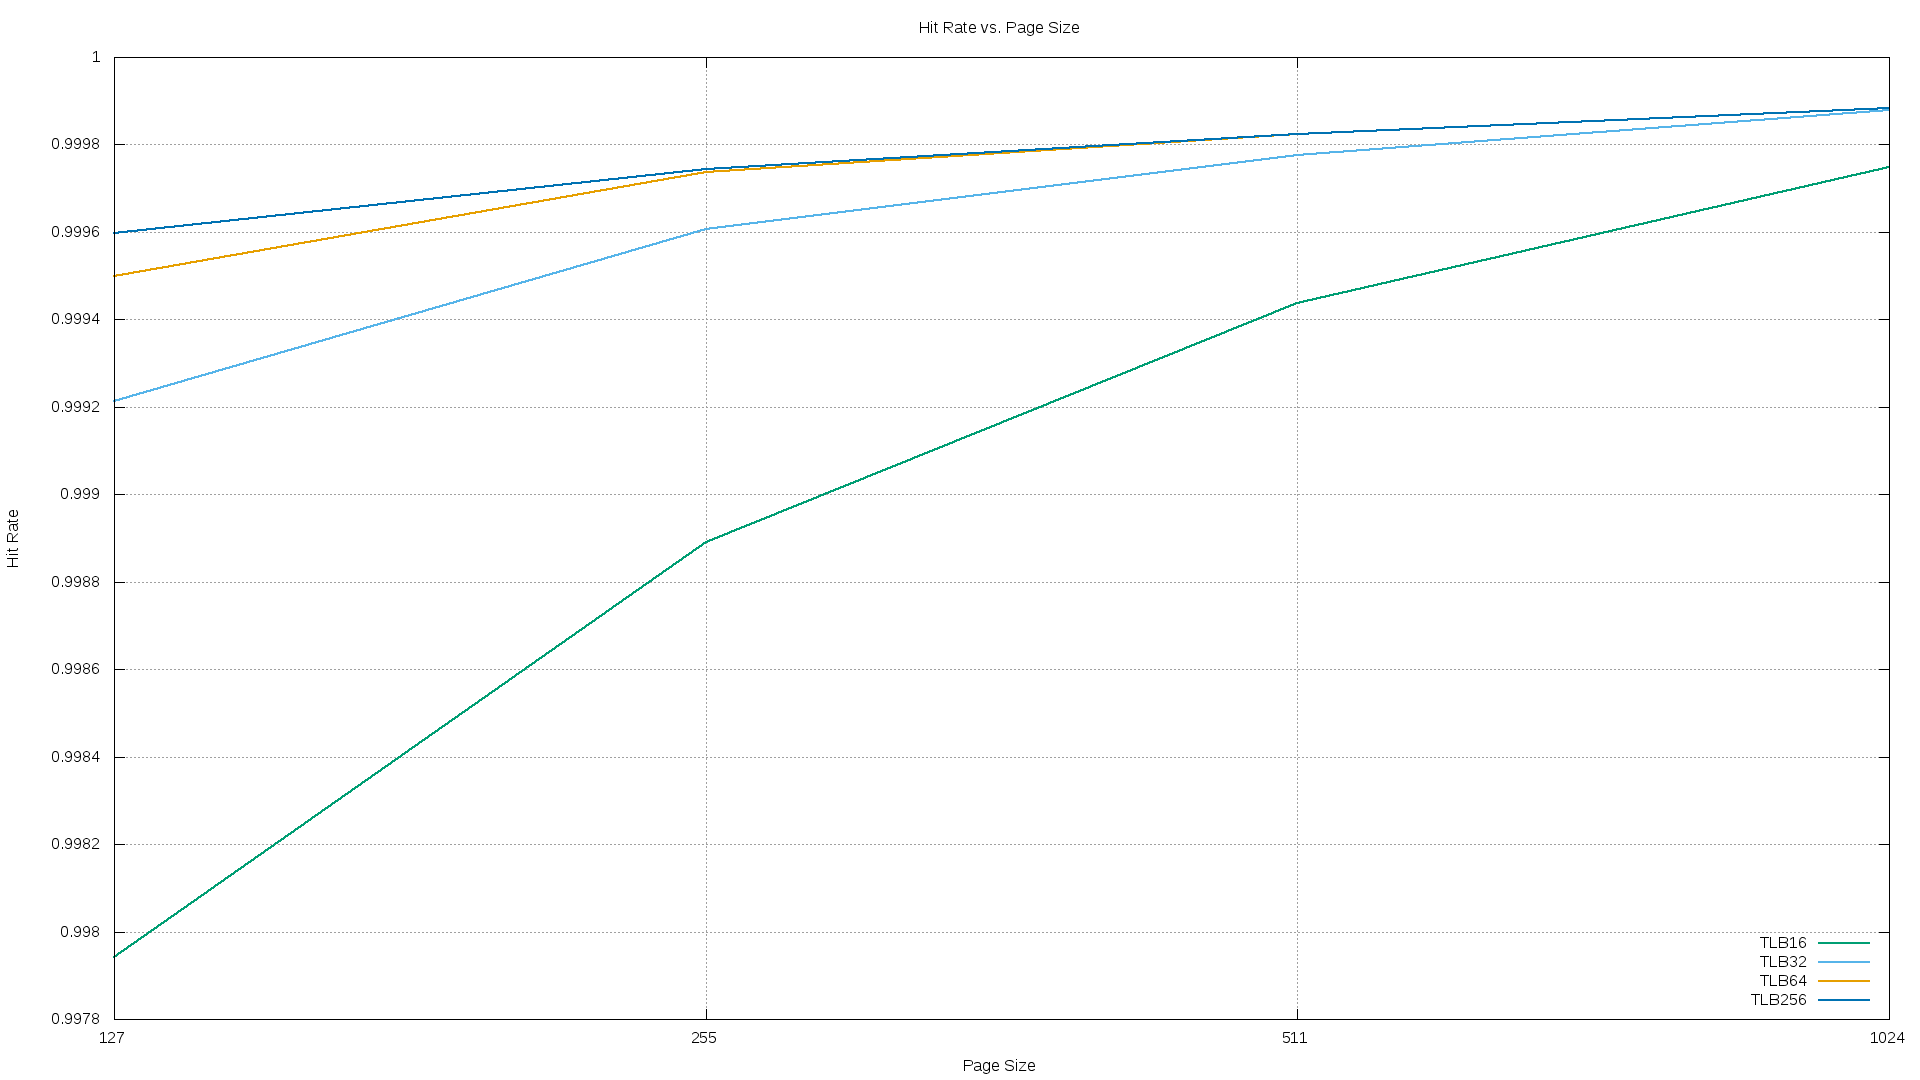 Hit Rate vs. Page Size
1
0.9998
0.9996
0.9994
0.9992
0.999
0.9988
0.9986
0.9984
0.9982
0.998
0.9978
Hit Rate
127 255 511 1024
Page Size
TLB16
TLB32
TLB64
TLB256